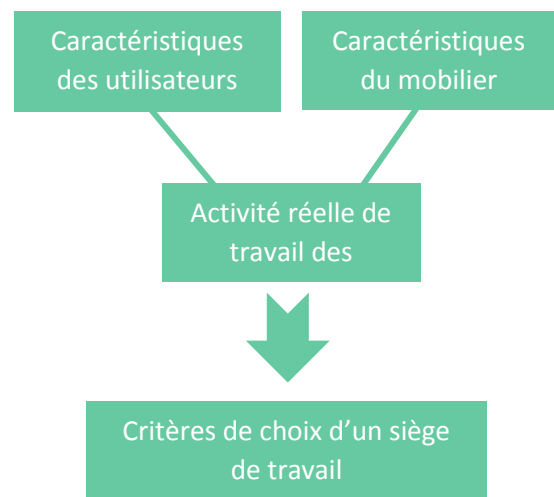 Caractéristiques
des utilisateurs
Caractéristiques
du mobilier
Activité réelle de
travail des
Critères de choix d’un siège
de travail